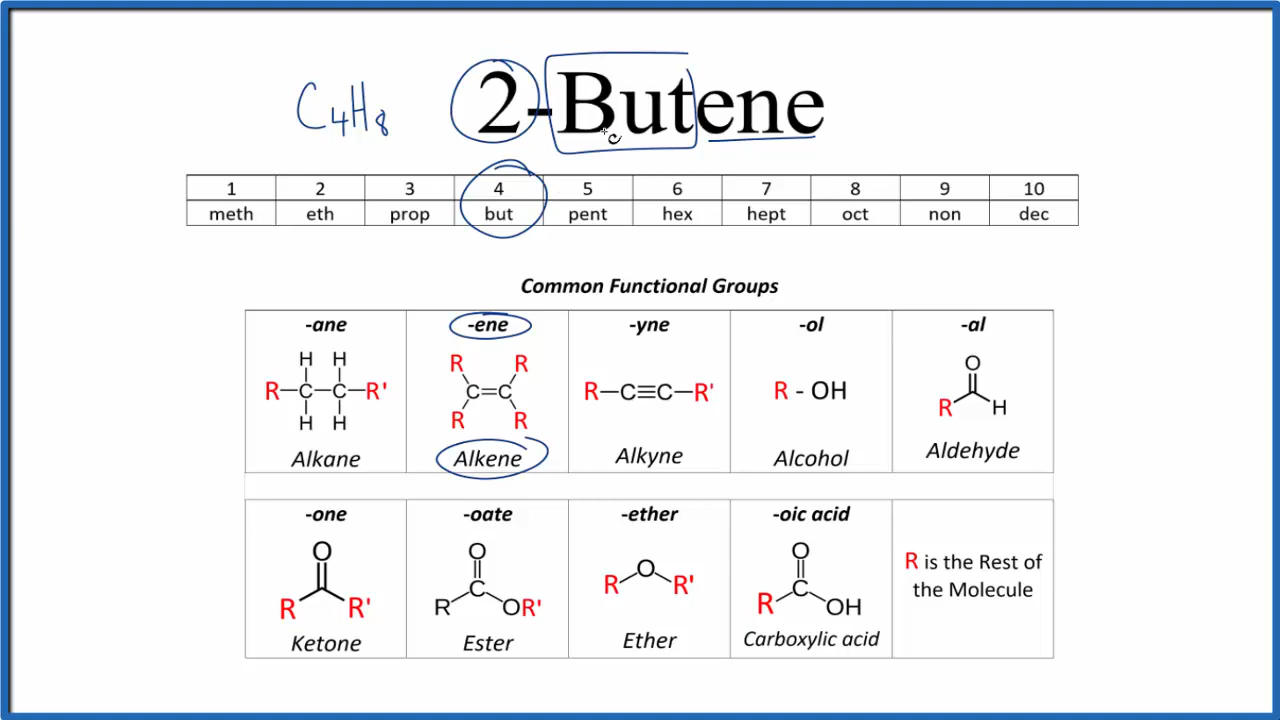 C4H8 2-Butene
1 2 3 4 5 6 7 8 9 10
meth eth prop but pent hex hept oct non dec
Common Functional Groups
-ane -ene -yne -ol -al
H H R R O
R-C-C-R' C=C R-C≡C-R' R - OH R H
H H R R
Alkane Alkene Alkyne Alcohol Aldehyde
-one -oate -ether -oic acid
O O O O R is the Rest of
C R R' C the Molecule
R R' R OR' R OH
Ketone Ester Ether Carboxylic acid